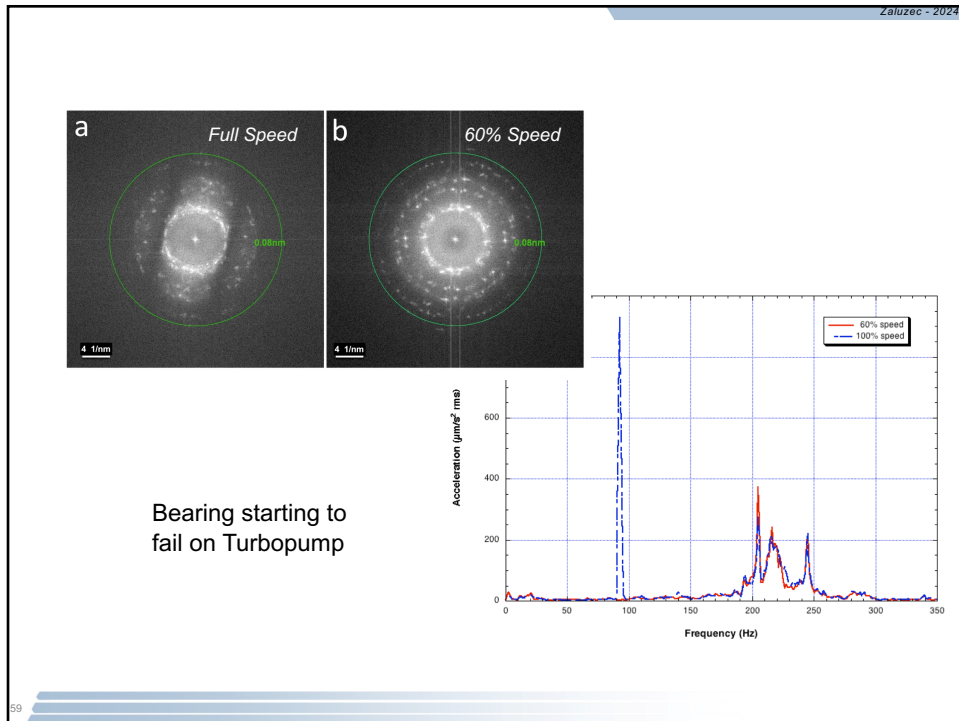 Zaluzec - 2024
a
Full Speed
0.08nm
4 1/nm
b
60% Speed
0.08nm
4 1/nm
Bearing starting to
fail on Turbopump
60% speed
100% speed
Acceleration (µm/s² rms)
600
400
200
0
0 50 100 150 200 250 300 350
Frequency (Hz)
59